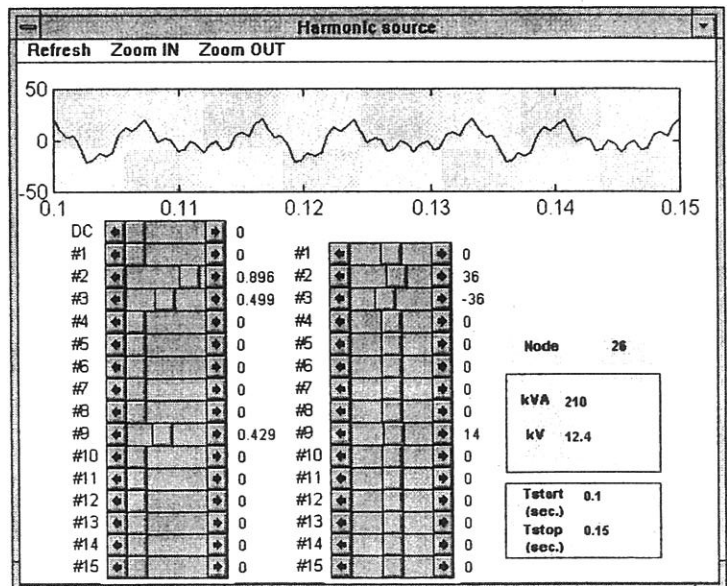 Harmonic source
Refresh Zoom IN Zoom OUT
50
0
-50
0.1 0.11 0.12 0.13 0.14 0.15
DC 0
#1 0 #1 0
#2 0.896 #2 36
#3 0.499 #3 -36
#4 0 #4 0
#5 0 #5 0
#6 0 #6 0
#7 0 #7 0
#8 0 #8 0
#9 0.429 #9 14
#10 0 #10 0
#11 0 #11 0
#12 0 #12 0
#13 0 #13 0
#14 0 #14 0
#15 0 #15 0
Node 26
kVA 210
kV 12.4
Tstart 0.1
(sec.)
Tstop 0.15
(sec.)